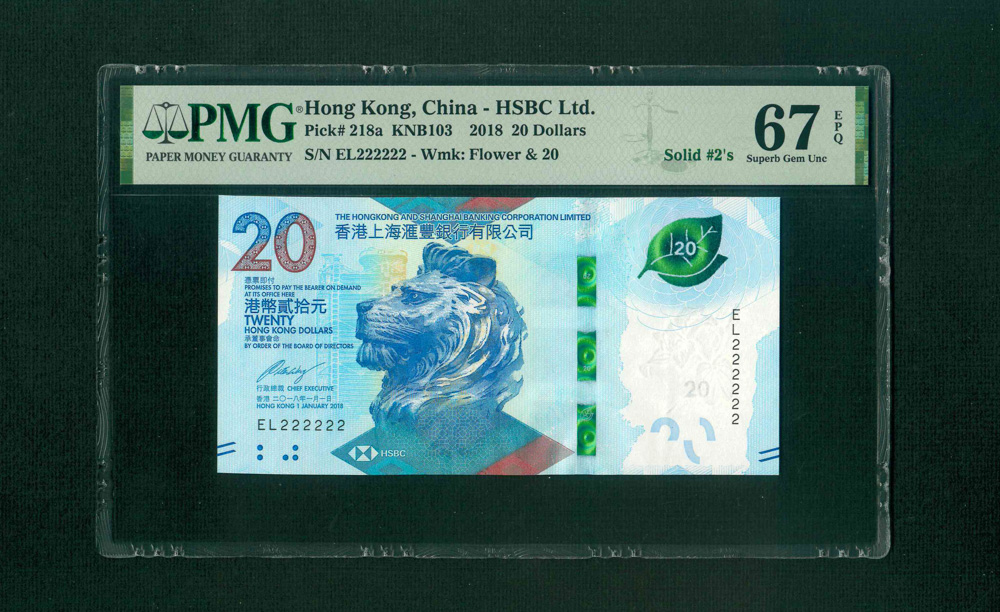 PMG®
PAPER MONEY GUARANTY
Hong Kong, China - HSBC Ltd.
Pick# 218a KNB103 2018 20 Dollars
S/N EL222222 - Wmk: Flower & 20
Solid #2's
67
EPQ
Superb Gem Unc
20
THE HONGKONG AND SHANGHAI BANKING CORPORATION LIMITED
香港上海滙豐銀行有限公司
憑票即付
PROMISES TO PAY THE BEARER ON DEMAND
AT ITS OFFICE HERE
港幣貳拾元
TWENTY
HONG KONG DOLLARS
承董事會命
BY ORDER OF THE BOARD OF DIRECTORS
行政總裁 CHIEF EXECUTIVE
香港 二〇一八年一月一日
HONG KONG 1 JANUARY 2018
EL222222
HSBC
20
EL222222
20